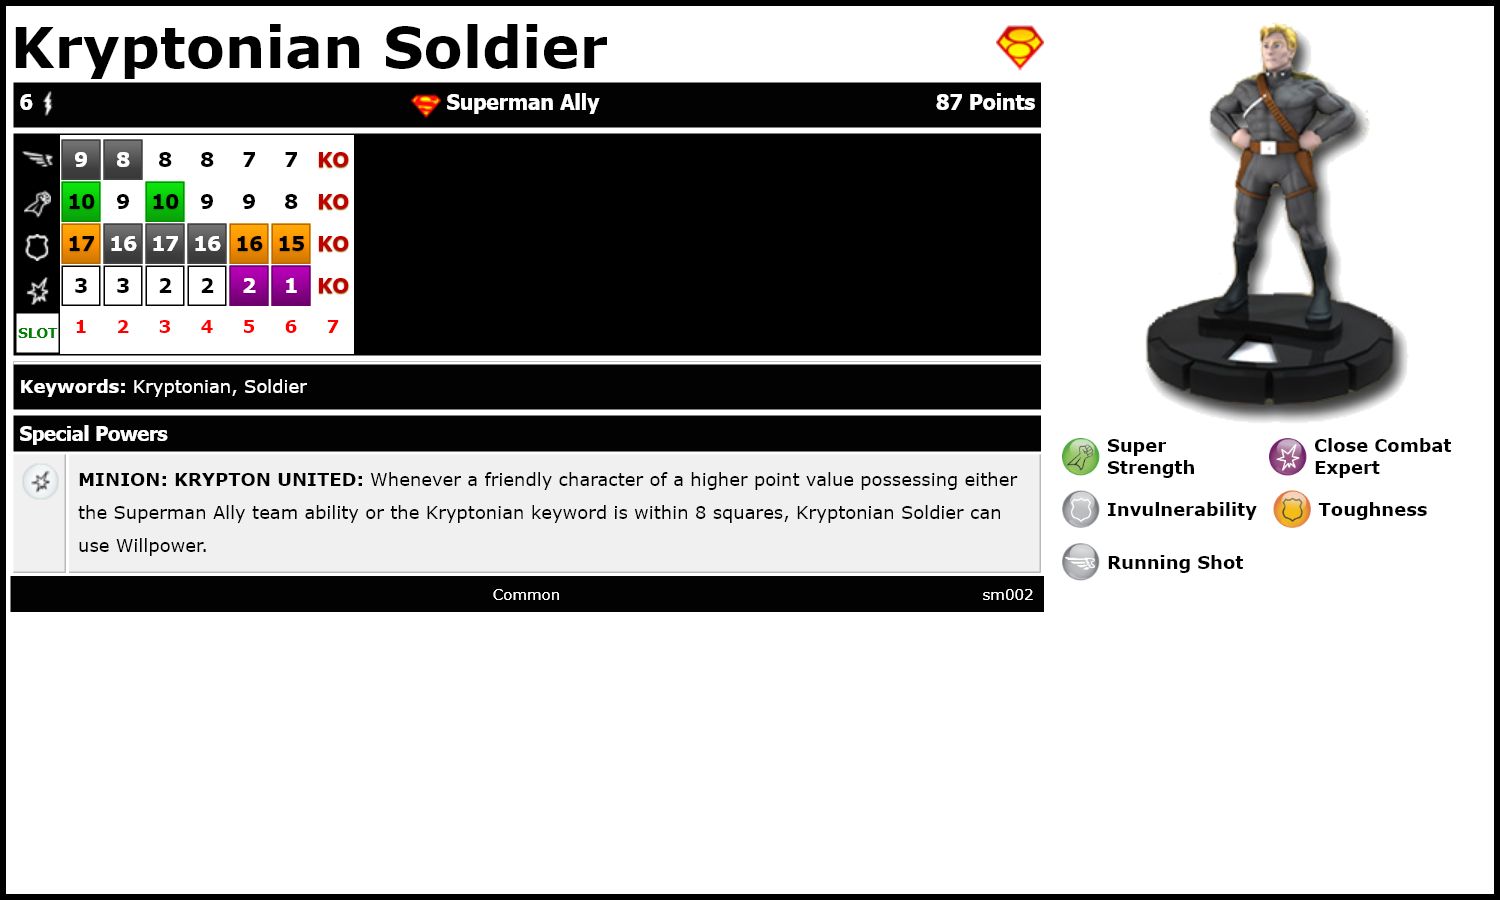 Kryptonian Soldier
6 Superman Ally 87 Points
9 8 8 8 7 7 KO
10 9 10 9 9 8 KO
17 16 17 16 16 15 KO
3 3 2 2 2 1 KO
SLOT 1 2 3 4 5 6 7
Keywords: Kryptonian, Soldier
Special Powers
MINION: KRYPTON UNITED: Whenever a friendly character of a higher point value possessing either
the Superman Ally team ability or the Kryptonian keyword is within 8 squares, Kryptonian Soldier can
use Willpower.
Common sm002
Super
Strength
Close Combat
Expert
Invulnerability
Toughness
Running Shot